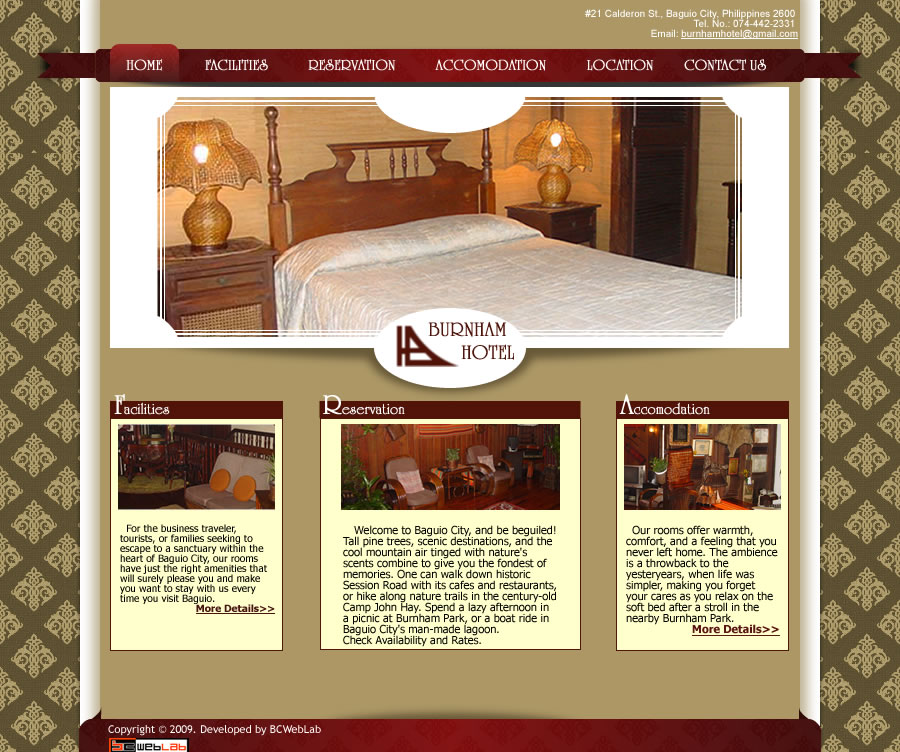 #21 Calderon St., Baguio City, Philippines 2600
Tel. No.: 074-442-2331
Email: burnhamhotel@gmail.com
HOME FACILITIES RESERVATION ACCOMODATION LOCATION CONTACT US
BURNHAM
HOTEL
Facilities
For the business traveler,
tourists, or families seeking to
escape to a sanctuary within the
heart of Baguio City, our rooms
have just the right amenities that
will surely please you and make
you want to stay with us every
time you visit Baguio.
More Details>>
Reservation
Welcome to Baguio City, and be beguiled!
Tall pine trees, scenic destinations, and the
cool mountain air tinged with nature's
scents combine to give you the fondest of
memories. One can walk down historic
Session Road with its cafes and restaurants,
or hike along nature trails in the century-old
Camp John Hay. Spend a lazy afternoon in
a picnic at Burnham Park, or a boat ride in
Baguio City's man-made lagoon.
Check Availability and Rates.
Accomodation
Our rooms offer warmth,
comfort, and a feeling that you
never left home. The ambience
is a throwback to the
yesteryears, when life was
simpler, making you forget
your cares as you relax on the
soft bed after a stroll in the
nearby Burnham Park.
More Details>>
Copyright © 2009. Developed by BCWebLab
BCWEBLAB